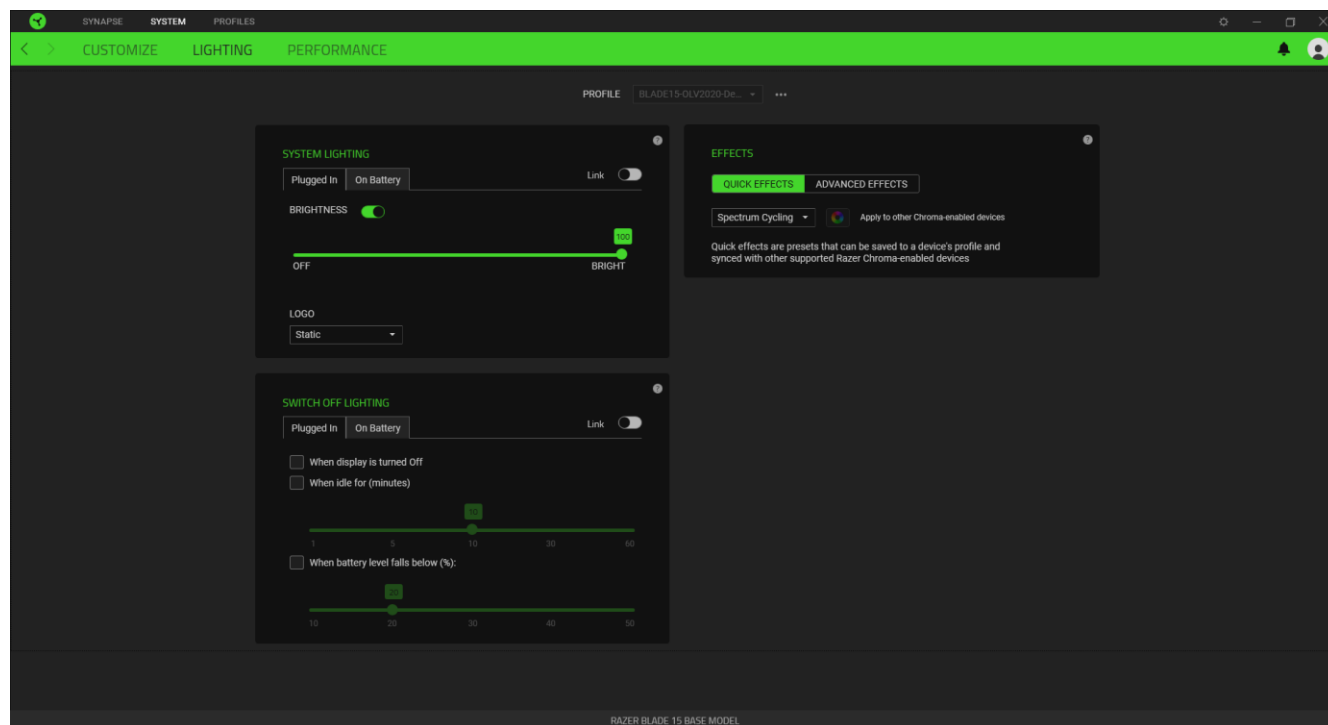 SYNAPSE SYSTEM PROFILES
CUSTOMIZE LIGHTING PERFORMANCE
PROFILE BLADE15-OLV2020-De...
SYSTEM LIGHTING
Plugged In On Battery Link
BRIGHTNESS
100
OFF BRIGHT
LOGO
Static
EFFECTS
QUICK EFFECTS ADVANCED EFFECTS
Spectrum Cycling Apply to other Chroma-enabled devices
Quick effects are presets that can be saved to a device's profile and
synced with other supported Razer Chroma-enabled devices
SWITCH OFF LIGHTING
Plugged In On Battery Link
When display is turned Off
When idle for (minutes)
10
1 5 10 30 60
When battery level falls below (%):
20
10 20 30 40 50
RAZER BLADE 15 BASE MODEL